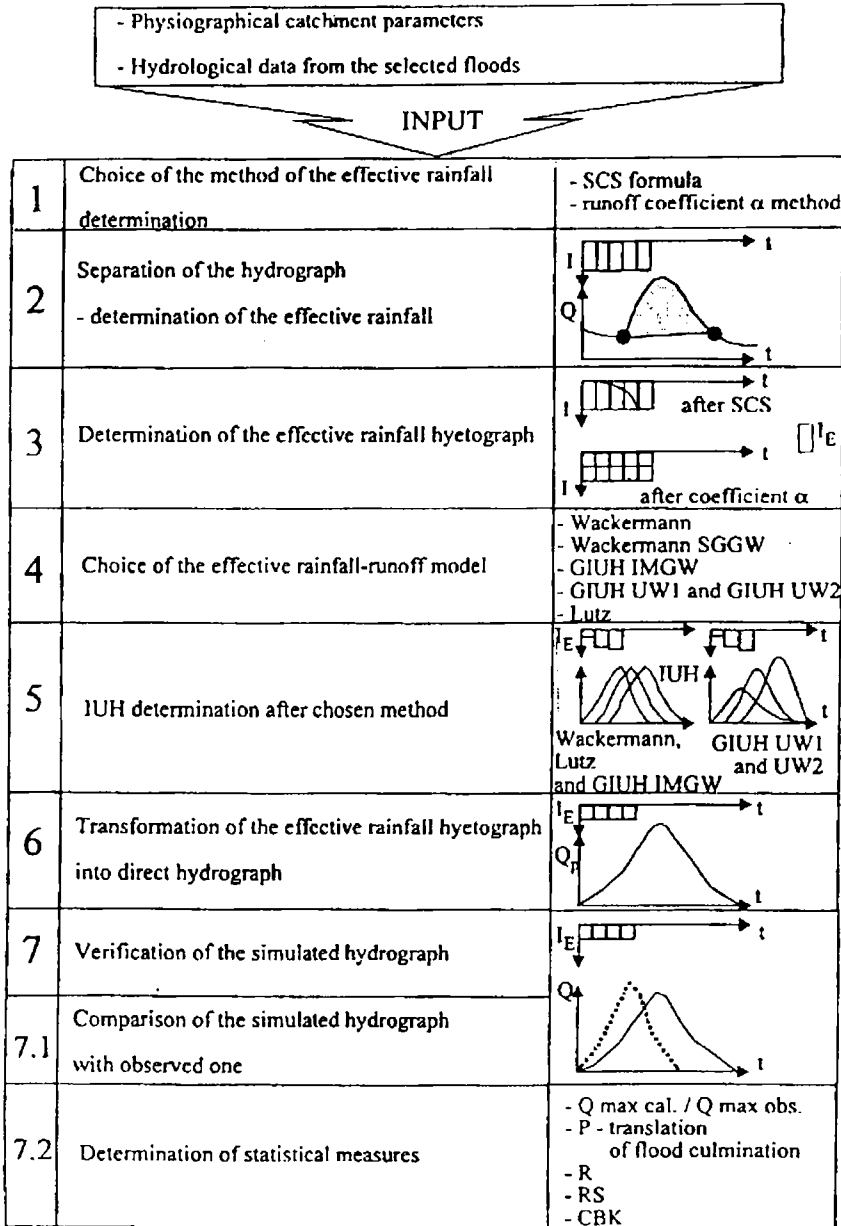 - Physiographical catchment parameters
- Hydrological data from the selected floods
INPUT
1
Choice of the method of the effective rainfall
determination
- SCS formula
- runoff coefficient α method
2
Separation of the hydrograph
- determination of the effective rainfall
t
I
Q
t
3
Determination of the effective rainfall hyetograph
t
I
after SCS
I_E
t
I
after coefficient α
4
Choice of the effective rainfall-runoff model
- Wackermann
- Wackermann SGGW
- GIUH IMGW
- GIUH UW1 and GIUH UW2
- Lutz
5
IUH determination after chosen method
I_E
t
IUH
t
Wackermann,
Lutz
and GIUH IMGW
GIUH UW1
and UW2
6
Transformation of the effective rainfall hyetograph
into direct hydrograph
I_E
t
Q_p
t
7
Verification of the simulated hydrograph
I_E
t
7.1
Comparison of the simulated hydrograph
with observed one
Q
t
7.2
Determination of statistical measures
- Q max cal. / Q max obs.
- P - translation
of flood culmination
- R
- RS
- CBK